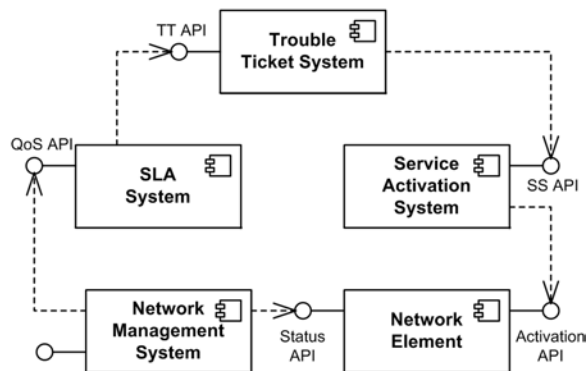 TT API
Trouble
Ticket System
QoS API
SLA
System
Service
Activation
System
SS API
Network
Management
System
Status
API
Network
Element
Activation
API